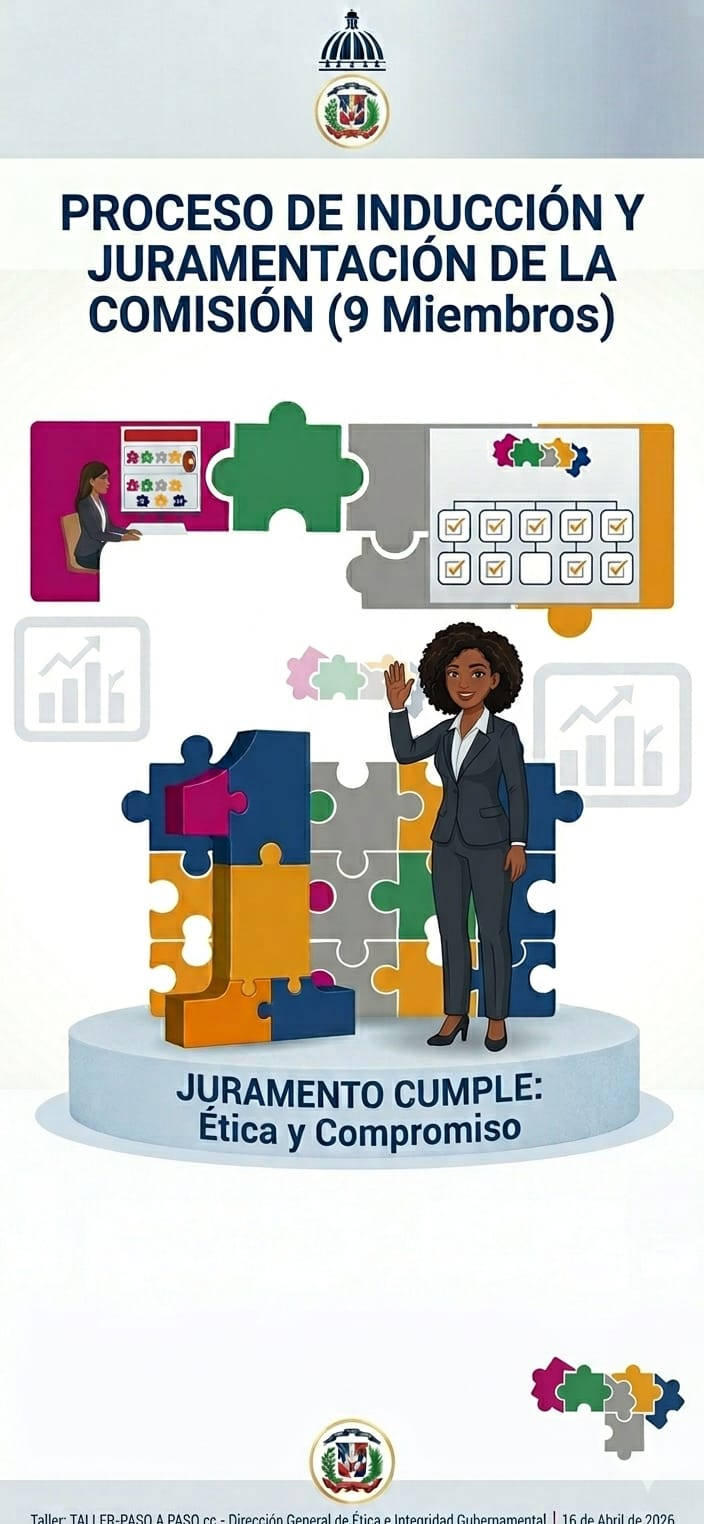 PROCESO DE INDUCCIÓN Y
JURAMENTACIÓN DE LA
COMISIÓN (9 Miembros)
JURAMENTO CUMPLE:
Ética y Compromiso
Taller: TALLER-PASO A PASO cc - Dirección General de Ética e Integridad Gubernamental | 16 de Abril de 2026